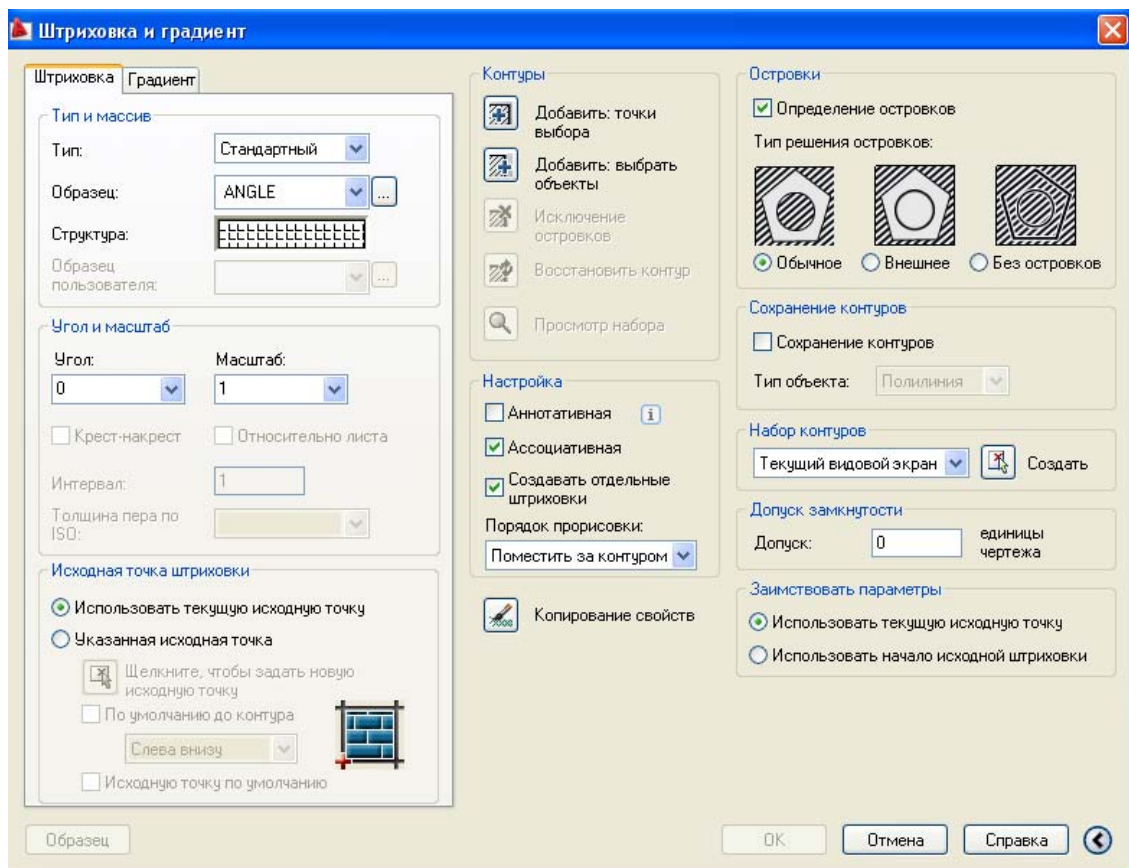 Штриховка и градиент
Штриховка
Градиент
Тип и массив
Тип:
Стандартный
Образец:
ANGLE
...
Структура:
Образец
пользователя:
...
Угол и масштаб
Угол:
Масштаб:
0
1
Крест-накрест
Относительно листа
Интервал:
1
Толщина пера по
ISO:
Исходная точка штриховки
Использовать текущую исходную точку
Указанная исходная точка
Щелкните, чтобы задать новую
исходную точку
По умолчанию до контура
Слева внизу
Исходную точку по умолчанию
Контуры
Добавить: точки
выбора
Добавить: выбрать
объекты
Исключение
островков
Восстановить контур
Просмотр набора
Настройка
Аннотативная
Ассоциативная
Создавать отдельные
штриховки
Порядок прорисовки:
Поместить за контуром
Копирование свойств
Островки
Определение островков
Тип решения островков:
Обычное
Внешнее
Без островков
Сохранение контуров
Сохранение контуров
Тип объекта:
Полилиния
Набор контуров
Текущий видовой экран
Создать
Допуск замкнутости
Допуск:
0
единицы
чертежа
Заимствовать параметры
Использовать текущую исходную точку
Использовать начало исходной штриховки
Образец
OK
Отмена
Справка